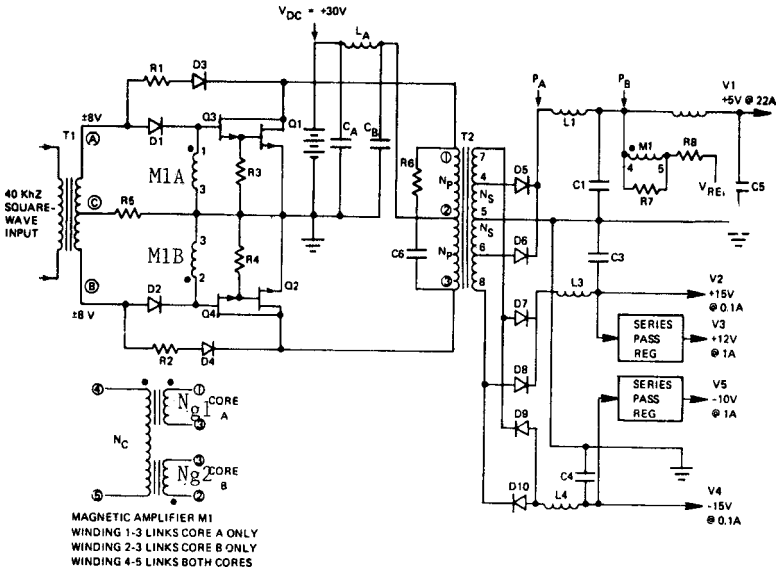 V_DC = +30V
L_A
D3
R1
±8V
Q3
Q1
P_A
P_B
V1
+5V @ 22A
T1
A
D1
1
C_A
C_B
T2
L1
M1
R8
M1A
3
R3
R6
1
7
4
D5
4
5
N_P
N_S
C1
R7
V_REF
C5
40 KHZ
SQUARE-
WAVE
INPUT
C
R5
2
5
N_S
M1B
3
R4
C6
N_P
6
D6
C3
2
3
8
B
D2
Q4
Q2
L3
V2
+15V
@ 0.1A
±8 V
D7
R2
D4
SERIES
PASS
REG
V3
+12V
@ 1A
D8
4
1
Ng1
CORE
A
3
SERIES
PASS
REG
V5
-10V
@ 1A
D9
N_C
3
Ng2
CORE
B
5
2
C4
D10
L4
V4
-15V
@ 0.1A
MAGNETIC AMPLIFIER M1
WINDING 1-3 LINKS CORE A ONLY
WINDING 2-3 LINKS CORE B ONLY
WINDING 4-5 LINKS BOTH CORES